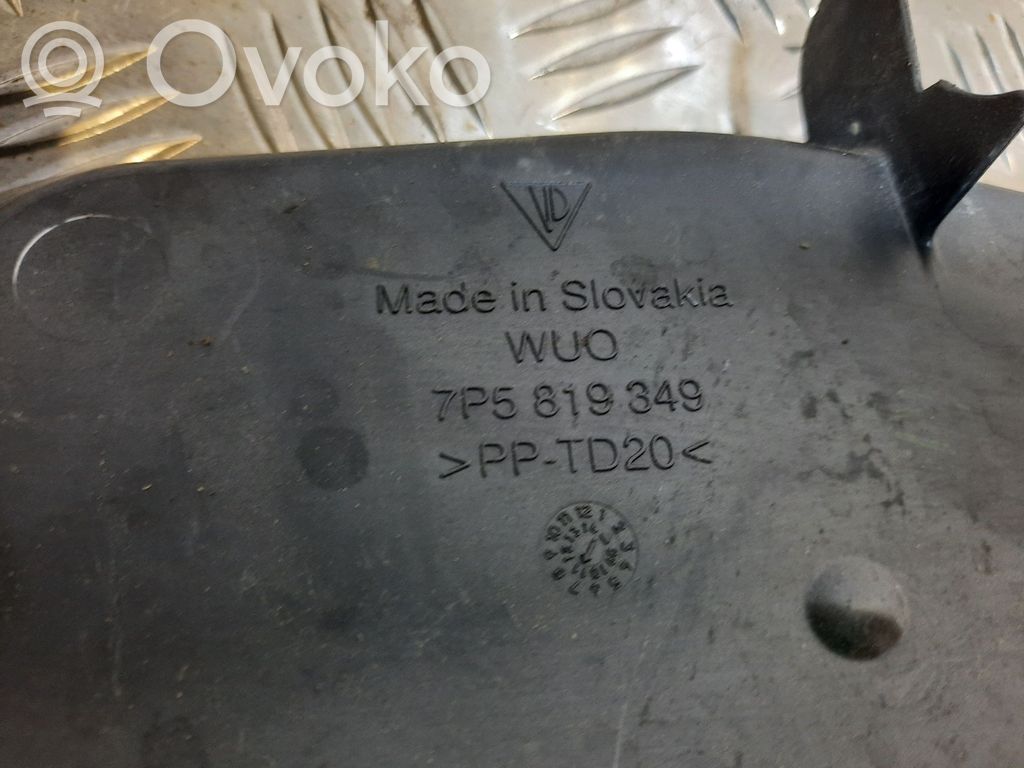 Ovoko
Made in Slovakia
WUO
7P5 819 349
>PP-TD20<